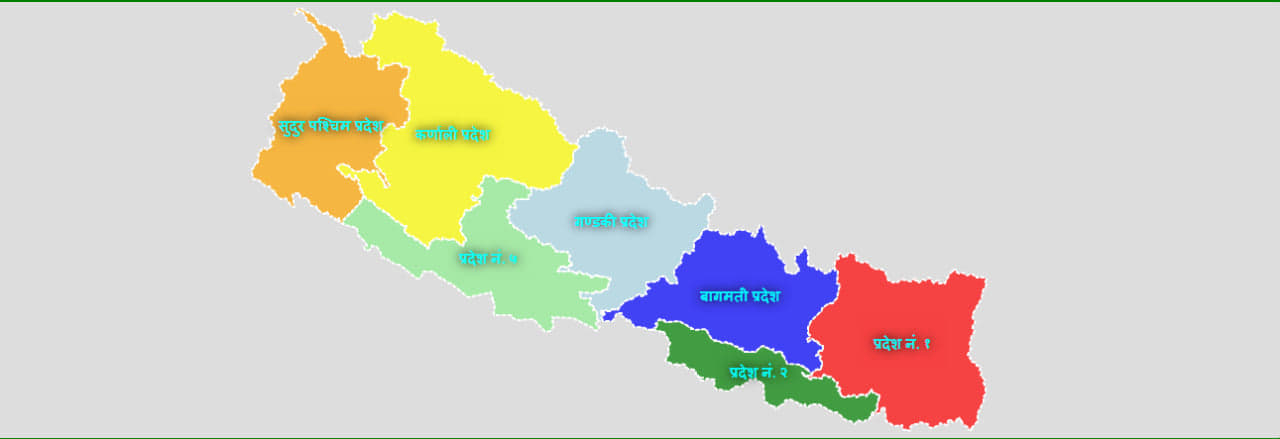 सुदुर पश्चिम प्रदेश
कर्णाली प्रदेश
गण्डकी प्रदेश
प्रदेश नं. ५
बागमती प्रदेश
प्रदेश नं. १
प्रदेश नं. २